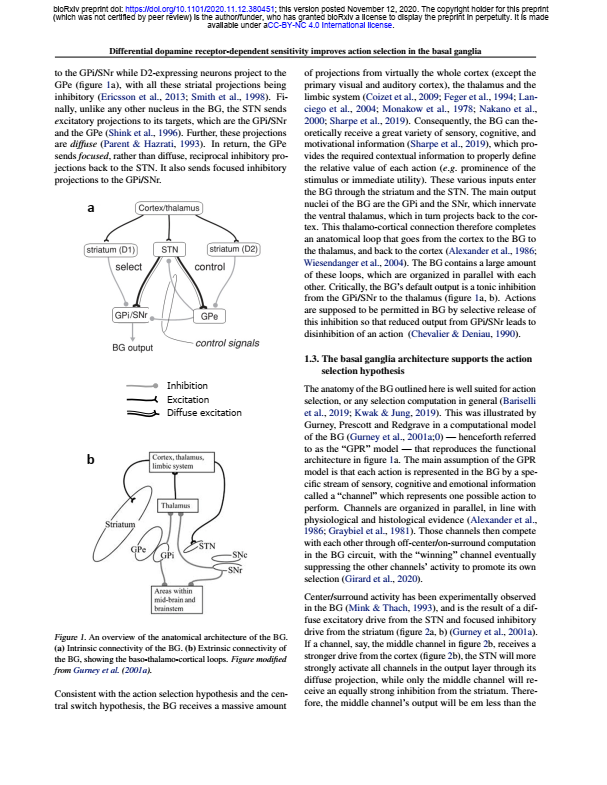 bioRxiv preprint doi: https://doi.org/10.1101/2020.11.12.380451; this version posted November 12, 2020. The copyright holder for this preprint
(which was not certified by peer review) is the author/funder, who has granted bioRxiv a license to display the preprint in perpetuity. It is made
available under aCC-BY-NC 4.0 International license.
Differential dopamine receptor-dependent sensitivity improves action selection in the basal ganglia
to the GPi/SNr while D2-expressing neurons project to the
GPe (figure 1a), with all these striatal projections being
inhibitory (Ericsson et al., 2013; Smith et al., 1998). Fi-
nally, unlike any other nucleus in the BG, the STN sends
excitatory projections to its targets, which are the GPi/SNr
and the GPe (Shink et al., 1996). Further, these projections
are diffuse (Parent & Hazrati, 1993). In return, the GPe
sends focused, rather than diffuse, reciprocal inhibitory pro-
jections back to the STN. It also sends focused inhibitory
projections to the GPi/SNr.
a
Cortex/thalamus
striatum (D1)
STN
striatum (D2)
select
control
GPi/SNr
GPe
BG output
control signals
Inhibition
Excitation
Diffuse excitation
b
Cortex, thalamus,
limbic system
Thalamus
Striatum
GPe
GPi
STN
SNc
SNr
Areas within
mid-brain and
brainstem
Figure 1. An overview of the anatomical architecture of the BG.
(a) Intrinsic connectivity of the BG. (b) Extrinsic connectivity of
the BG, showing the baso-thalamo-cortical loops. Figure modified
from Gurney et al. (2001a).
Consistent with the action selection hypothesis and the cen-
tral switch hypothesis, the BG receives a massive amount
of projections from virtually the whole cortex (except the
primary visual and auditory cortex), the thalamus and the
limbic system (Coizet et al., 2009; Feger et al., 1994; Lan-
ciego et al., 2004; Monakow et al., 1978; Nakano et al.,
2000; Sharpe et al., 2019). Consequently, the BG can the-
oretically receive a great variety of sensory, cognitive, and
motivational information (Sharpe et al., 2019), which pro-
vides the required contextual information to properly define
the relative value of each action (e.g. prominence of the
stimulus or immediate utility). These various inputs enter
the BG through the striatum and the STN. The main output
nuclei of the BG are the GPi and the SNr, which innervate
the ventral thalamus, which in turn projects back to the cor-
tex. This thalamo-cortical connection therefore completes
an anatomical loop that goes from the cortex to the BG to
the thalamus, and back to the cortex (Alexander et al., 1986;
Wiesendanger et al., 2004). The BG contains a large amount
of these loops, which are organized in parallel with each
other. Critically, the BG's default output is a tonic inhibition
from the GPi/SNr to the thalamus (figure 1a, b). Actions
are supposed to be permitted in BG by selective release of
this inhibition so that reduced output from GPi/SNr leads to
disinhibition of an action (Chevalier & Deniau, 1990).
1.3. The basal ganglia architecture supports the action
selection hypothesis
The anatomy of the BG outlined here is well suited for action
selection, or any selection computation in general (Bariselli
et al., 2019; Kwak & Jung, 2019). This was illustrated by
Gurney, Prescott and Redgrave in a computational model
of the BG (Gurney et al., 2001a;0) — henceforth referred
to as the “GPR” model — that reproduces the functional
architecture in figure 1a. The main assumption of the GPR
model is that each action is represented in the BG by a spe-
cific stream of sensory, cognitive and emotional information
called a “channel” which represents one possible action to
perform. Channels are organized in parallel, in line with
physiological and histological evidence (Alexander et al.,
1986; Graybiel et al., 1981). Those channels then compete
with each other through off-center/on-surround computation
in the BG circuit, with the “winning” channel eventually
suppressing the other channels' activity to promote its own
selection (Girard et al., 2020).
Center/surround activity has been experimentally observed
in the BG (Mink & Thach, 1993), and is the result of a dif-
fuse excitatory drive from the STN and focused inhibitory
drive from the striatum (figure 2a, b) (Gurney et al., 2001a).
If a channel, say, the middle channel in figure 2b, receives a
stronger drive from the cortex (figure 2b), the STN will more
strongly activate all channels in the output layer through its
diffuse projection, while only the middle channel will re-
ceive an equally strong inhibition from the striatum. There-
fore, the middle channel's output will be em less than the